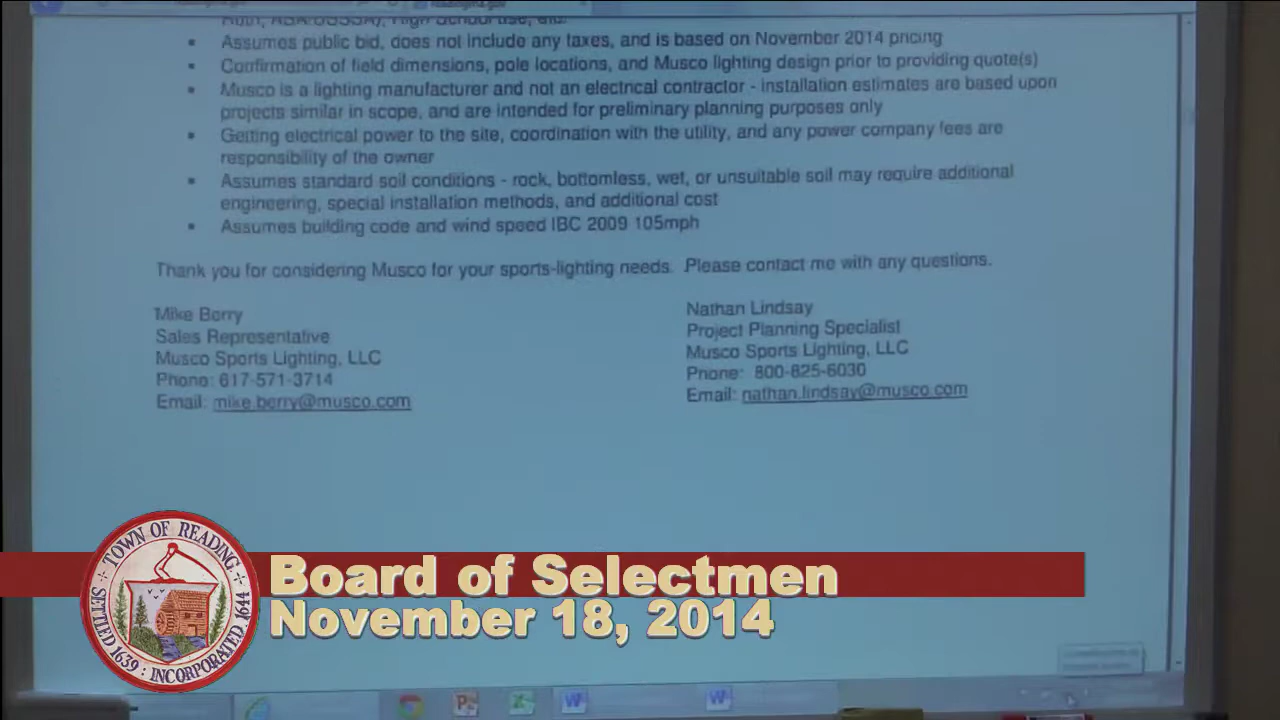 Ruth, ASA/USSSA), High School use, etc.
• Assumes public bid, does not include any taxes, and is based on November 2014 pricing
• Confirmation of field dimensions, pole locations, and Musco lighting design prior to providing quote(s)
• Musco is a lighting manufacturer and not an electrical contractor - installation estimates are based upon
projects similar in scope, and are intended for preliminary planning purposes only
• Getting electrical power to the site, coordination with the utility, and any power company fees are
responsibility of the owner
• Assumes standard soil conditions - rock, bottomless, wet, or unsuitable soil may require additional
engineering, special installation methods, and additional cost
• Assumes building code and wind speed IBC 2009 105mph
Thank you for considering Musco for your sports-lighting needs. Please contact me with any questions.
Mike Berry
Sales Representative
Musco Sports Lighting, LLC
Phone: 617-571-3714
Email: mike.berry@musco.com
Nathan Lindsay
Project Planning Specialist
Musco Sports Lighting, LLC
Phone: 800-825-6030
Email: nathan.lindsay@musco.com
TOWN OF READING
SETTLED 1639 : INCORPORATED 1644
Board of Selectmen
November 18, 2014